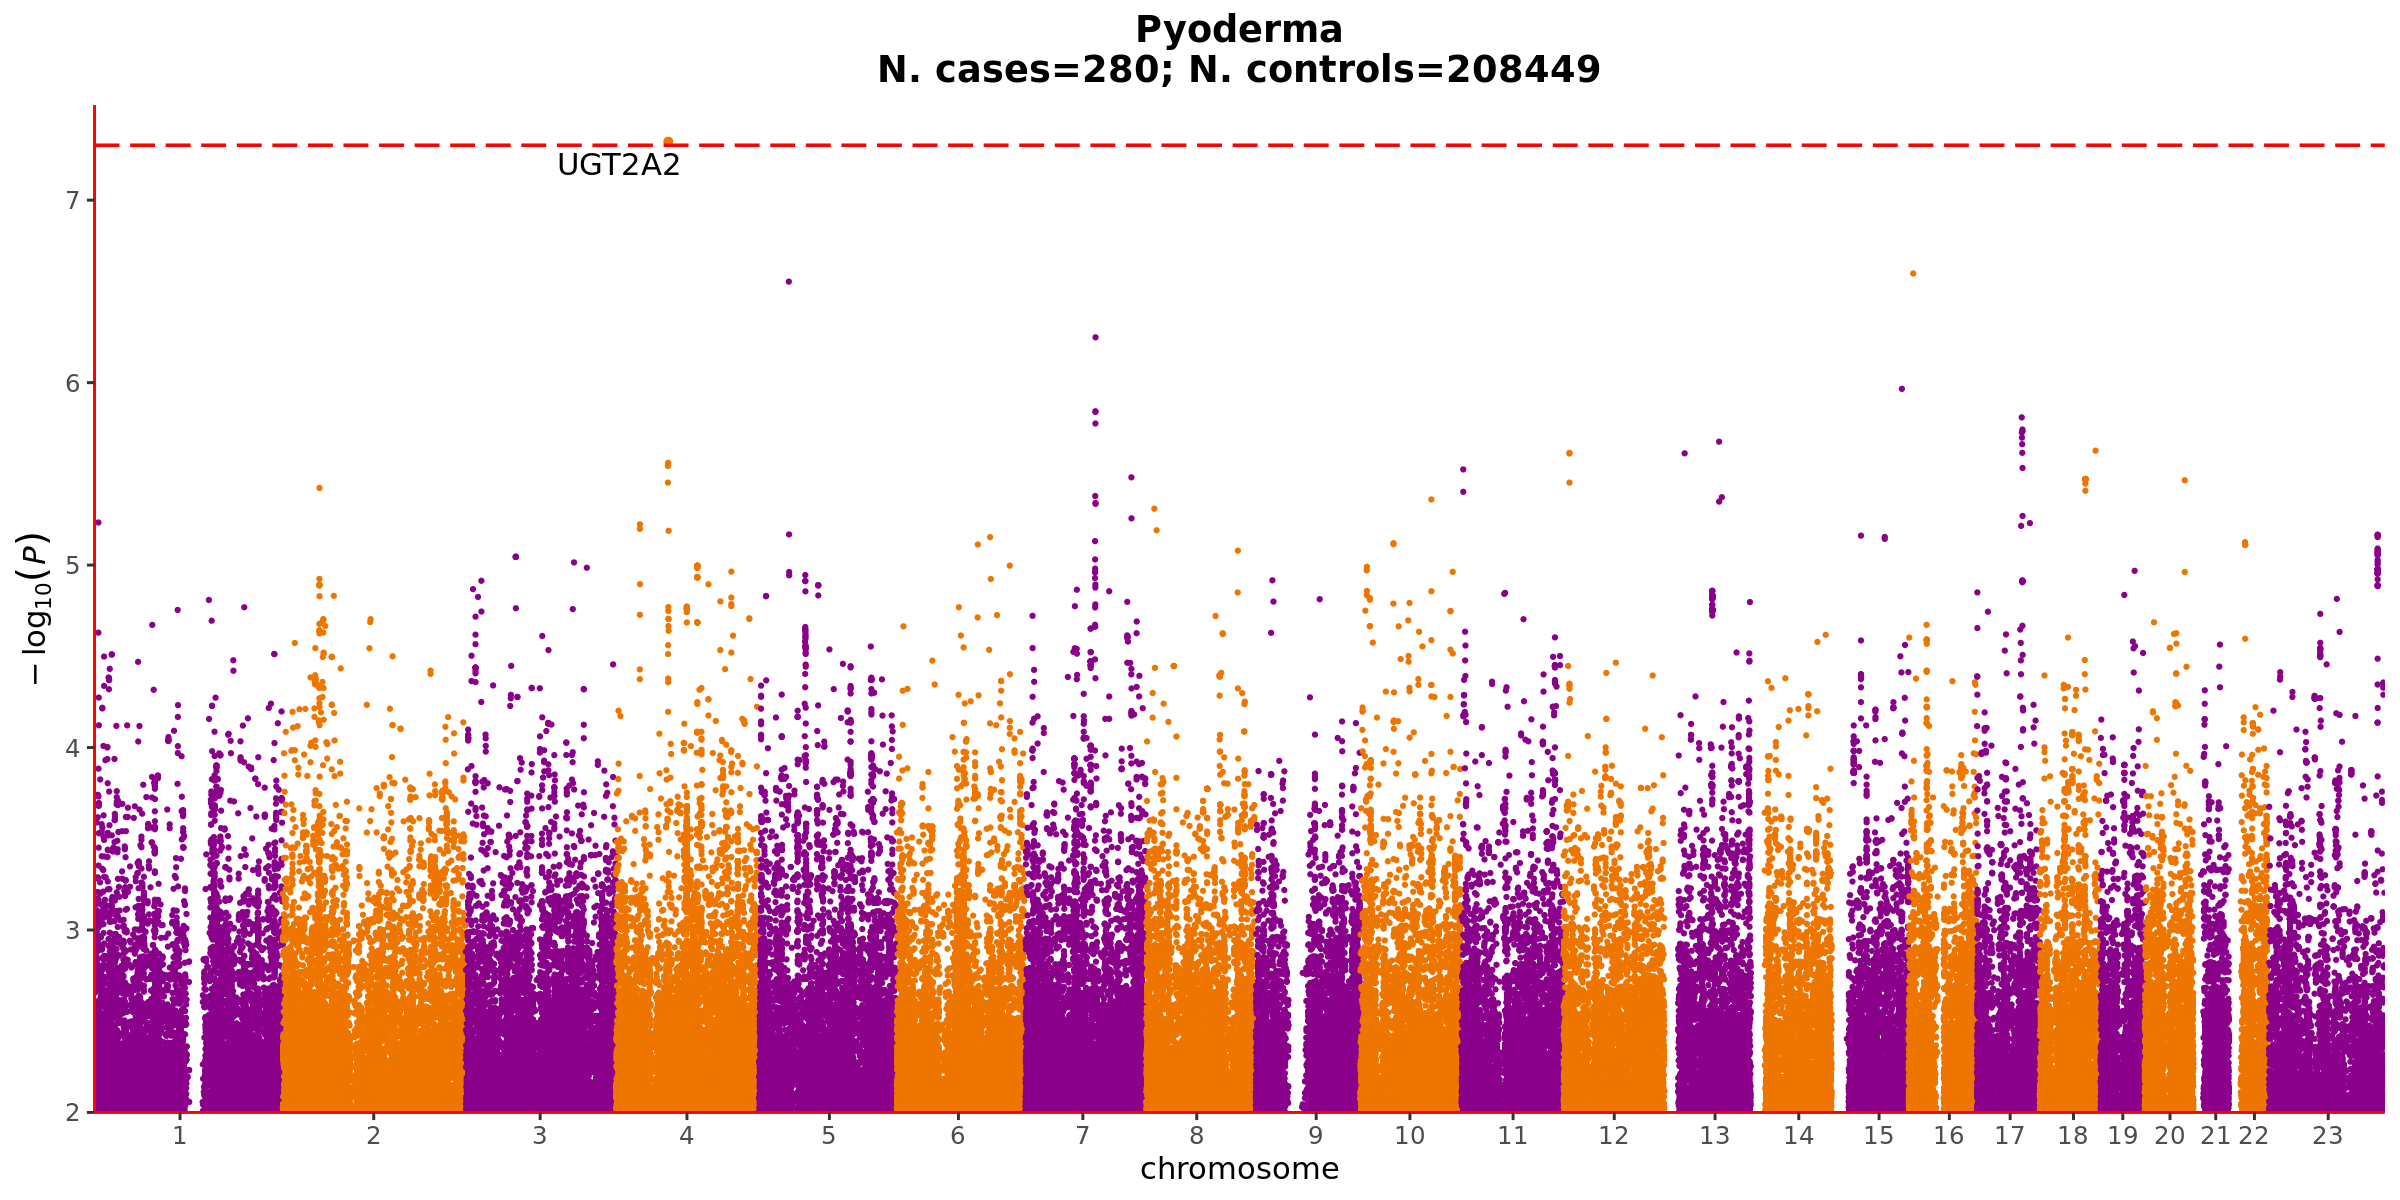 Pyoderma
N. cases=280; N. controls=208449
UGT2A2
7
6
5
4
3
2
−log10(P)
1 2 3 4 5 6 7 8 9 10 11 12 13 14 15 16 17 18 19 20 21 22 23
chromosome